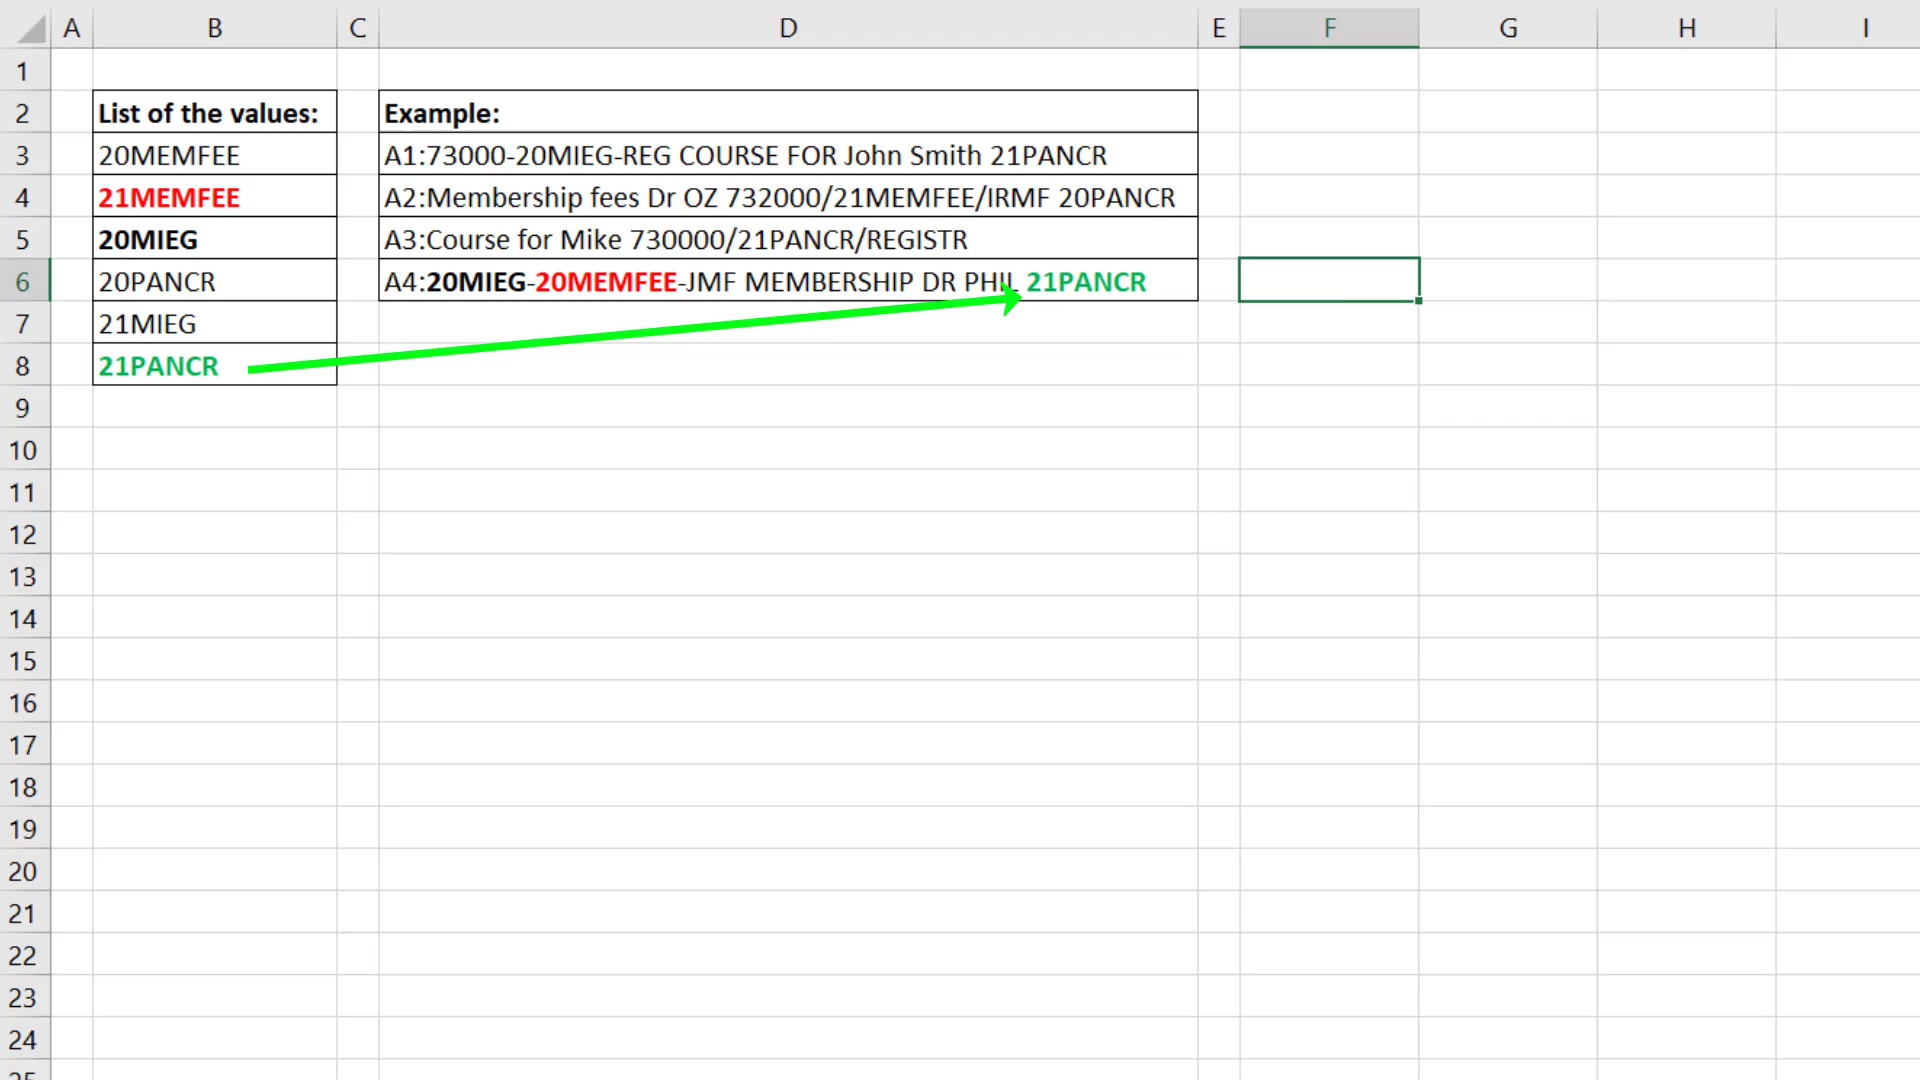 A B C D E F G H I
1
2 List of the values: Example:
3 20MEMFEE A1:73000-20MIEG-REG COURSE FOR John Smith 21PANCR
4 21MEMFEE A2:Membership fees Dr OZ 732000/21MEMFEE/IRMF 20PANCR
5 20MIEG A3:Course for Mike 730000/21PANCR/REGISTR
6 20PANCR A4:20MIEG-20MEMFEE-JMF MEMBERSHIP DR PHIL 21PANCR
7 21MIEG
8 21PANCR
9
10
11
12
13
14
15
16
17
18
19
20
21
22
23
24
25